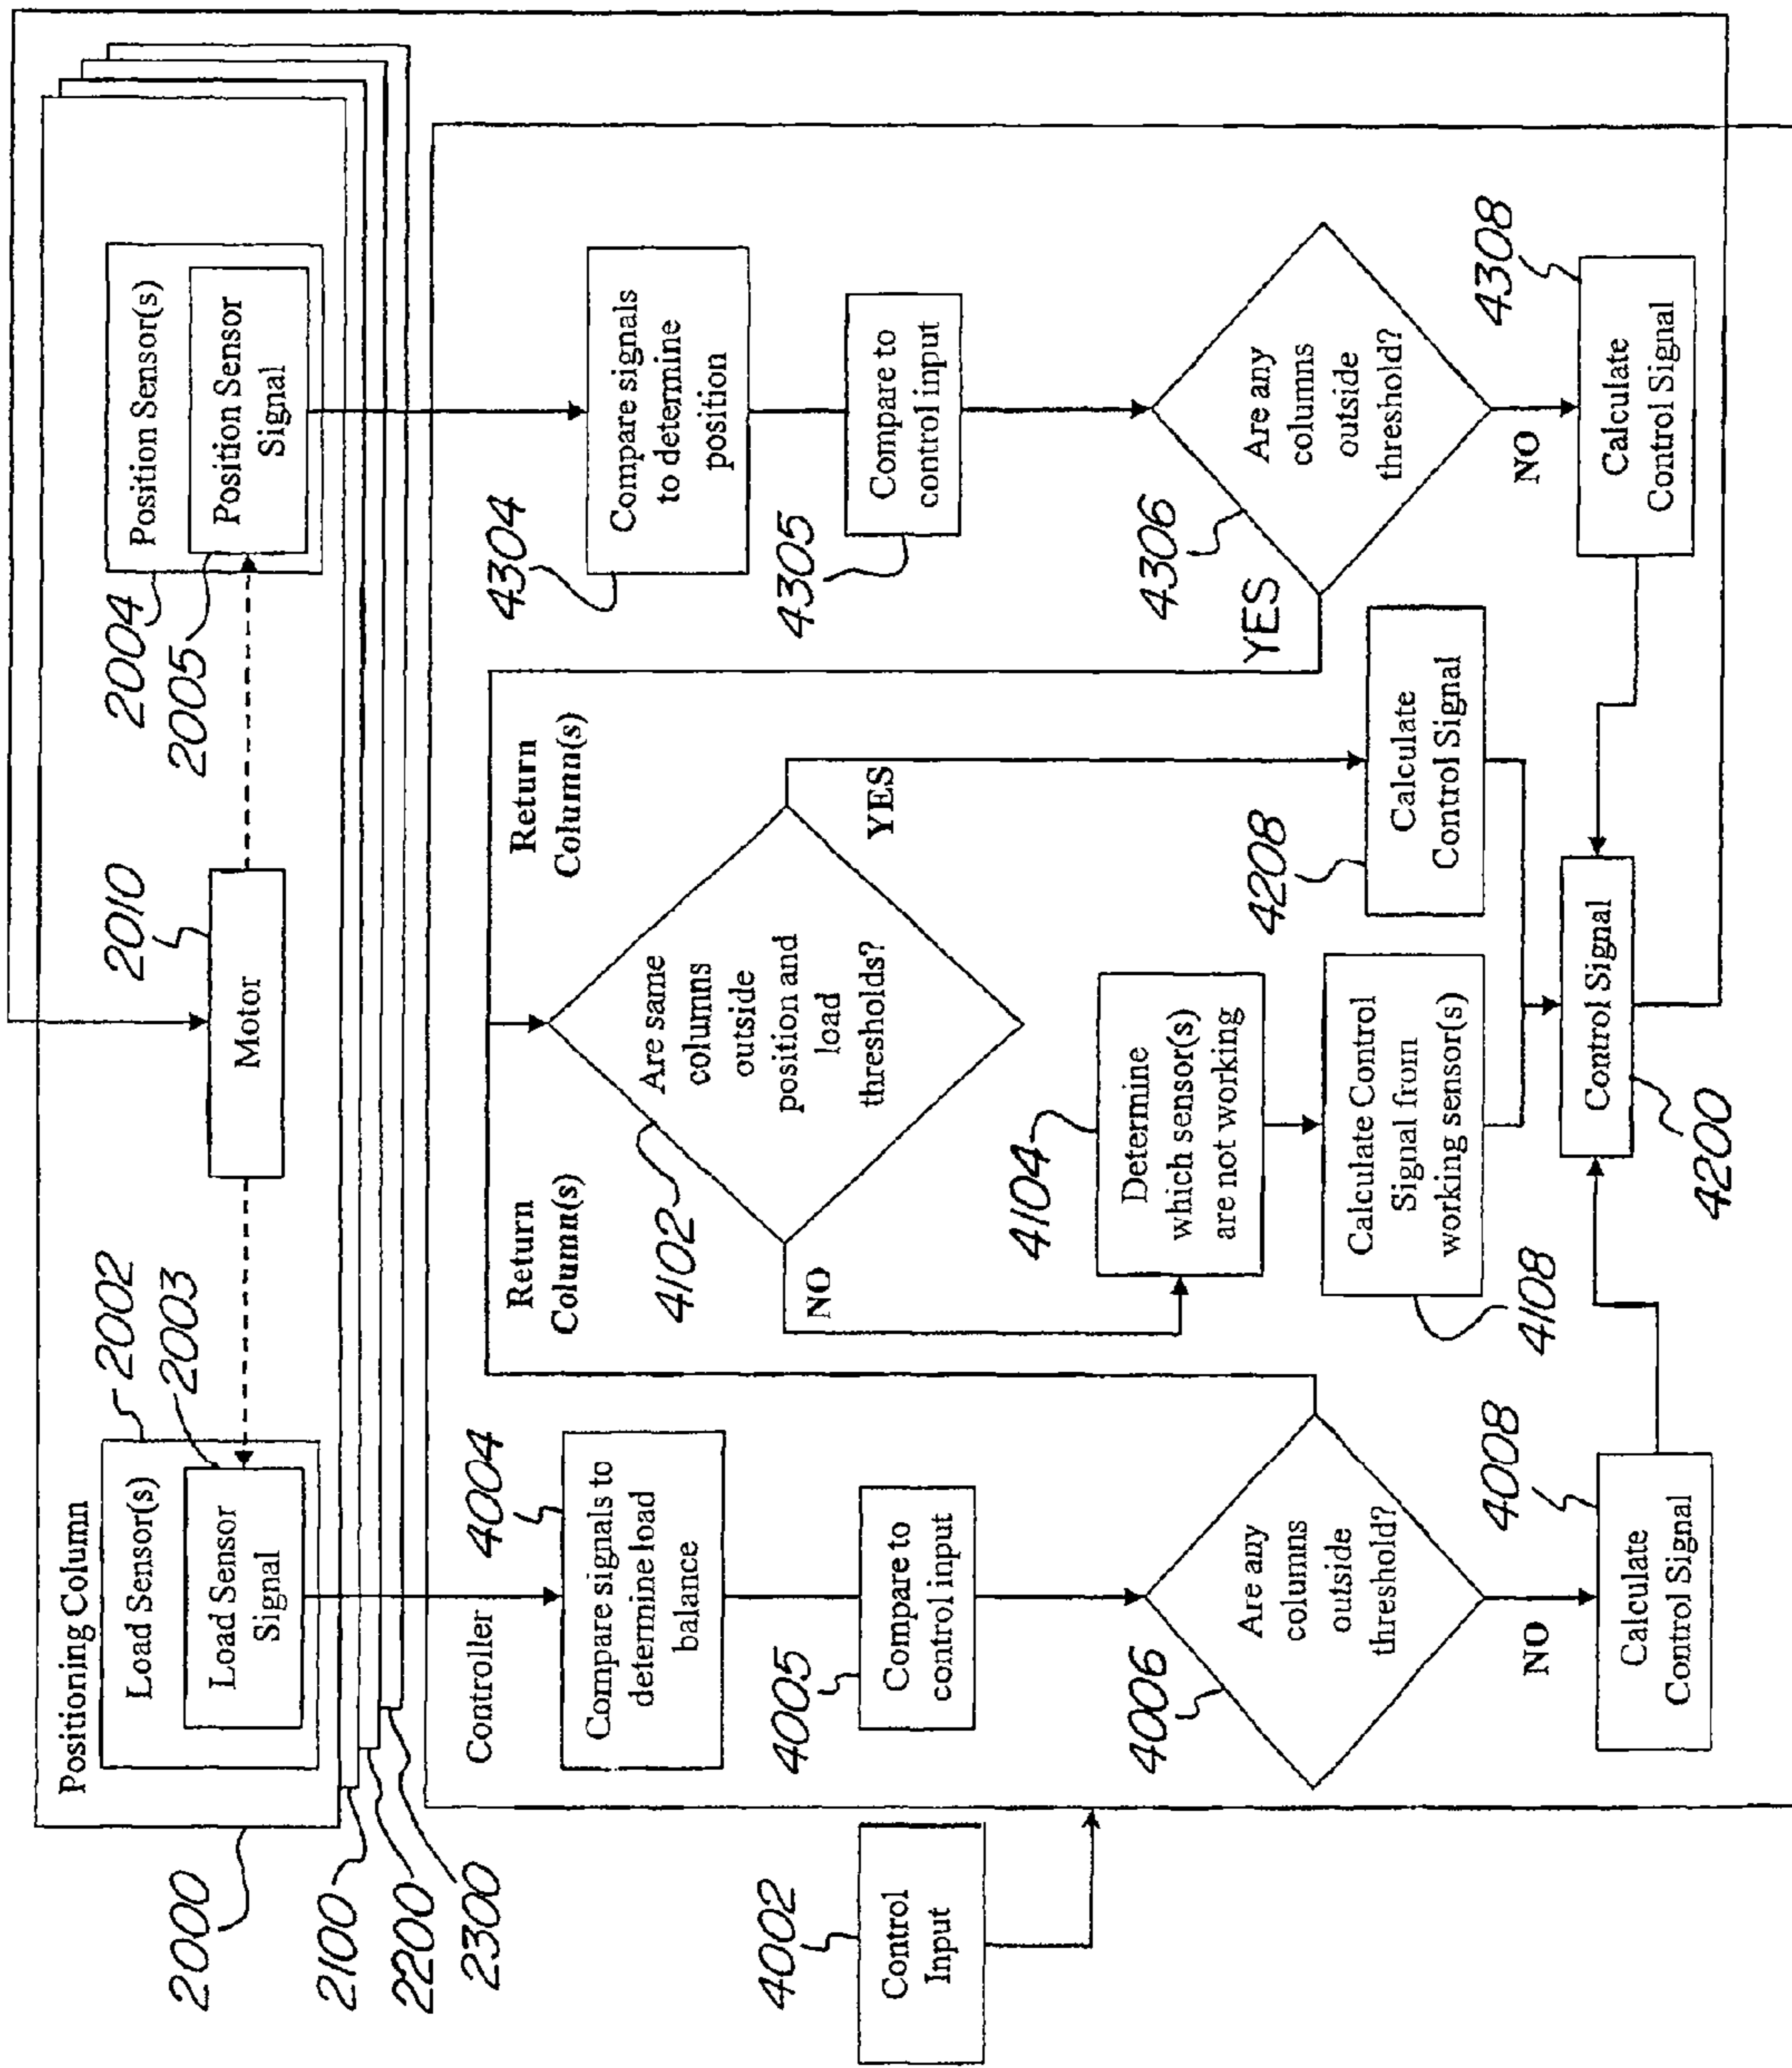 Positioning Column
Load Sensor(s)
Load Sensor
Signal
2002
2003
Motor
2010
2004
2005
Position Sensor(s)
Position Sensor
Signal
2000
2100
2200
2300
Controller
4002
Control
Input
4004
Compare signals to
determine load
balance
4005
Compare to
control input
4006
Are any
columns
outside
threshold?
NO
4008
Calculate
Control Signal
Return
Column(s)
Return
Column(s)
4102
Are same
columns
outside
position and
load
thresholds?
NO
YES
4104
Determine
which sensor(s)
are not working
4108
Calculate Control
Signal from
working sensor(s)
4208
Calculate
Control Signal
Control Signal
4200
4304
Compare signals
to determine
position
4305
Compare to
control input
4306
Are any
columns
outside
threshold?
YES
NO
4308
Calculate
Control Signal